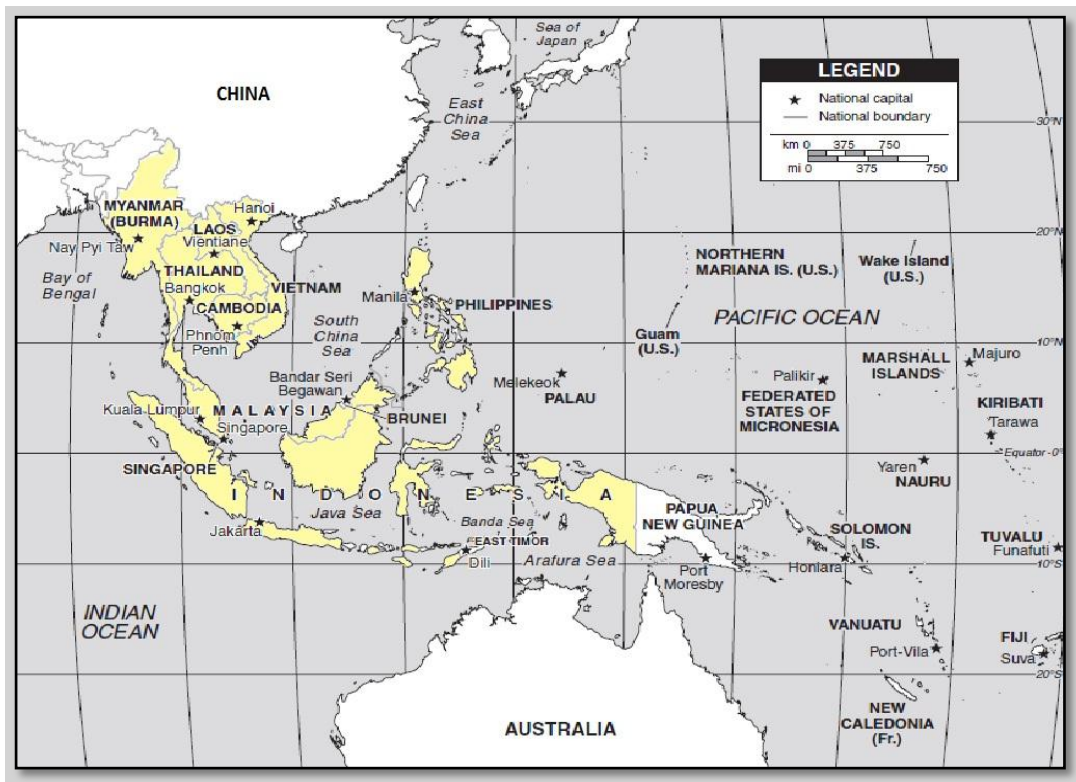 Sea of
Japan
LEGEND
National capital
National boundary
km 0 375 750
mi 0 375 750
CHINA
East
China
Sea
30°N
MYANMAR
(BURMA)
Hanoi
LAOS
Vientiane
Nay Pyi Taw
20°N
NORTHERN
MARIANA IS. (U.S.)
Wake Island
(U.S.)
Bay of
Bengal
THAILAND
Bangkok
VIETNAM
CAMBODIA
Manila
PHILIPPINES
Phnom
Penh
South
China
Sea
PACIFIC OCEAN
Guam
(U.S.)
10°N
Majuro
MARSHALL
ISLANDS
Bandar Seri
Begawan
Melekeok
PALAU
Palikir
FEDERATED
STATES OF
MICRONESIA
KIRIBATI
Tarawa
Kuala Lumpur
MALAYSIA
BRUNEI
Singapore
SINGAPORE
Equator-0°
Yaren
NAURU
INDONESIA
Java Sea
Jakarta
Banda Sea
EAST TIMOR
Dili
Arafura Sea
PAPUA
NEW GUINEA
Port
Moresby
SOLOMON
IS.
Honiara
TUVALU
Funafuti
10°S
INDIAN
OCEAN
VANUATU
Port-Vila
FIJI
Suva
20°S
NEW
CALEDONIA
(Fr.)
AUSTRALIA